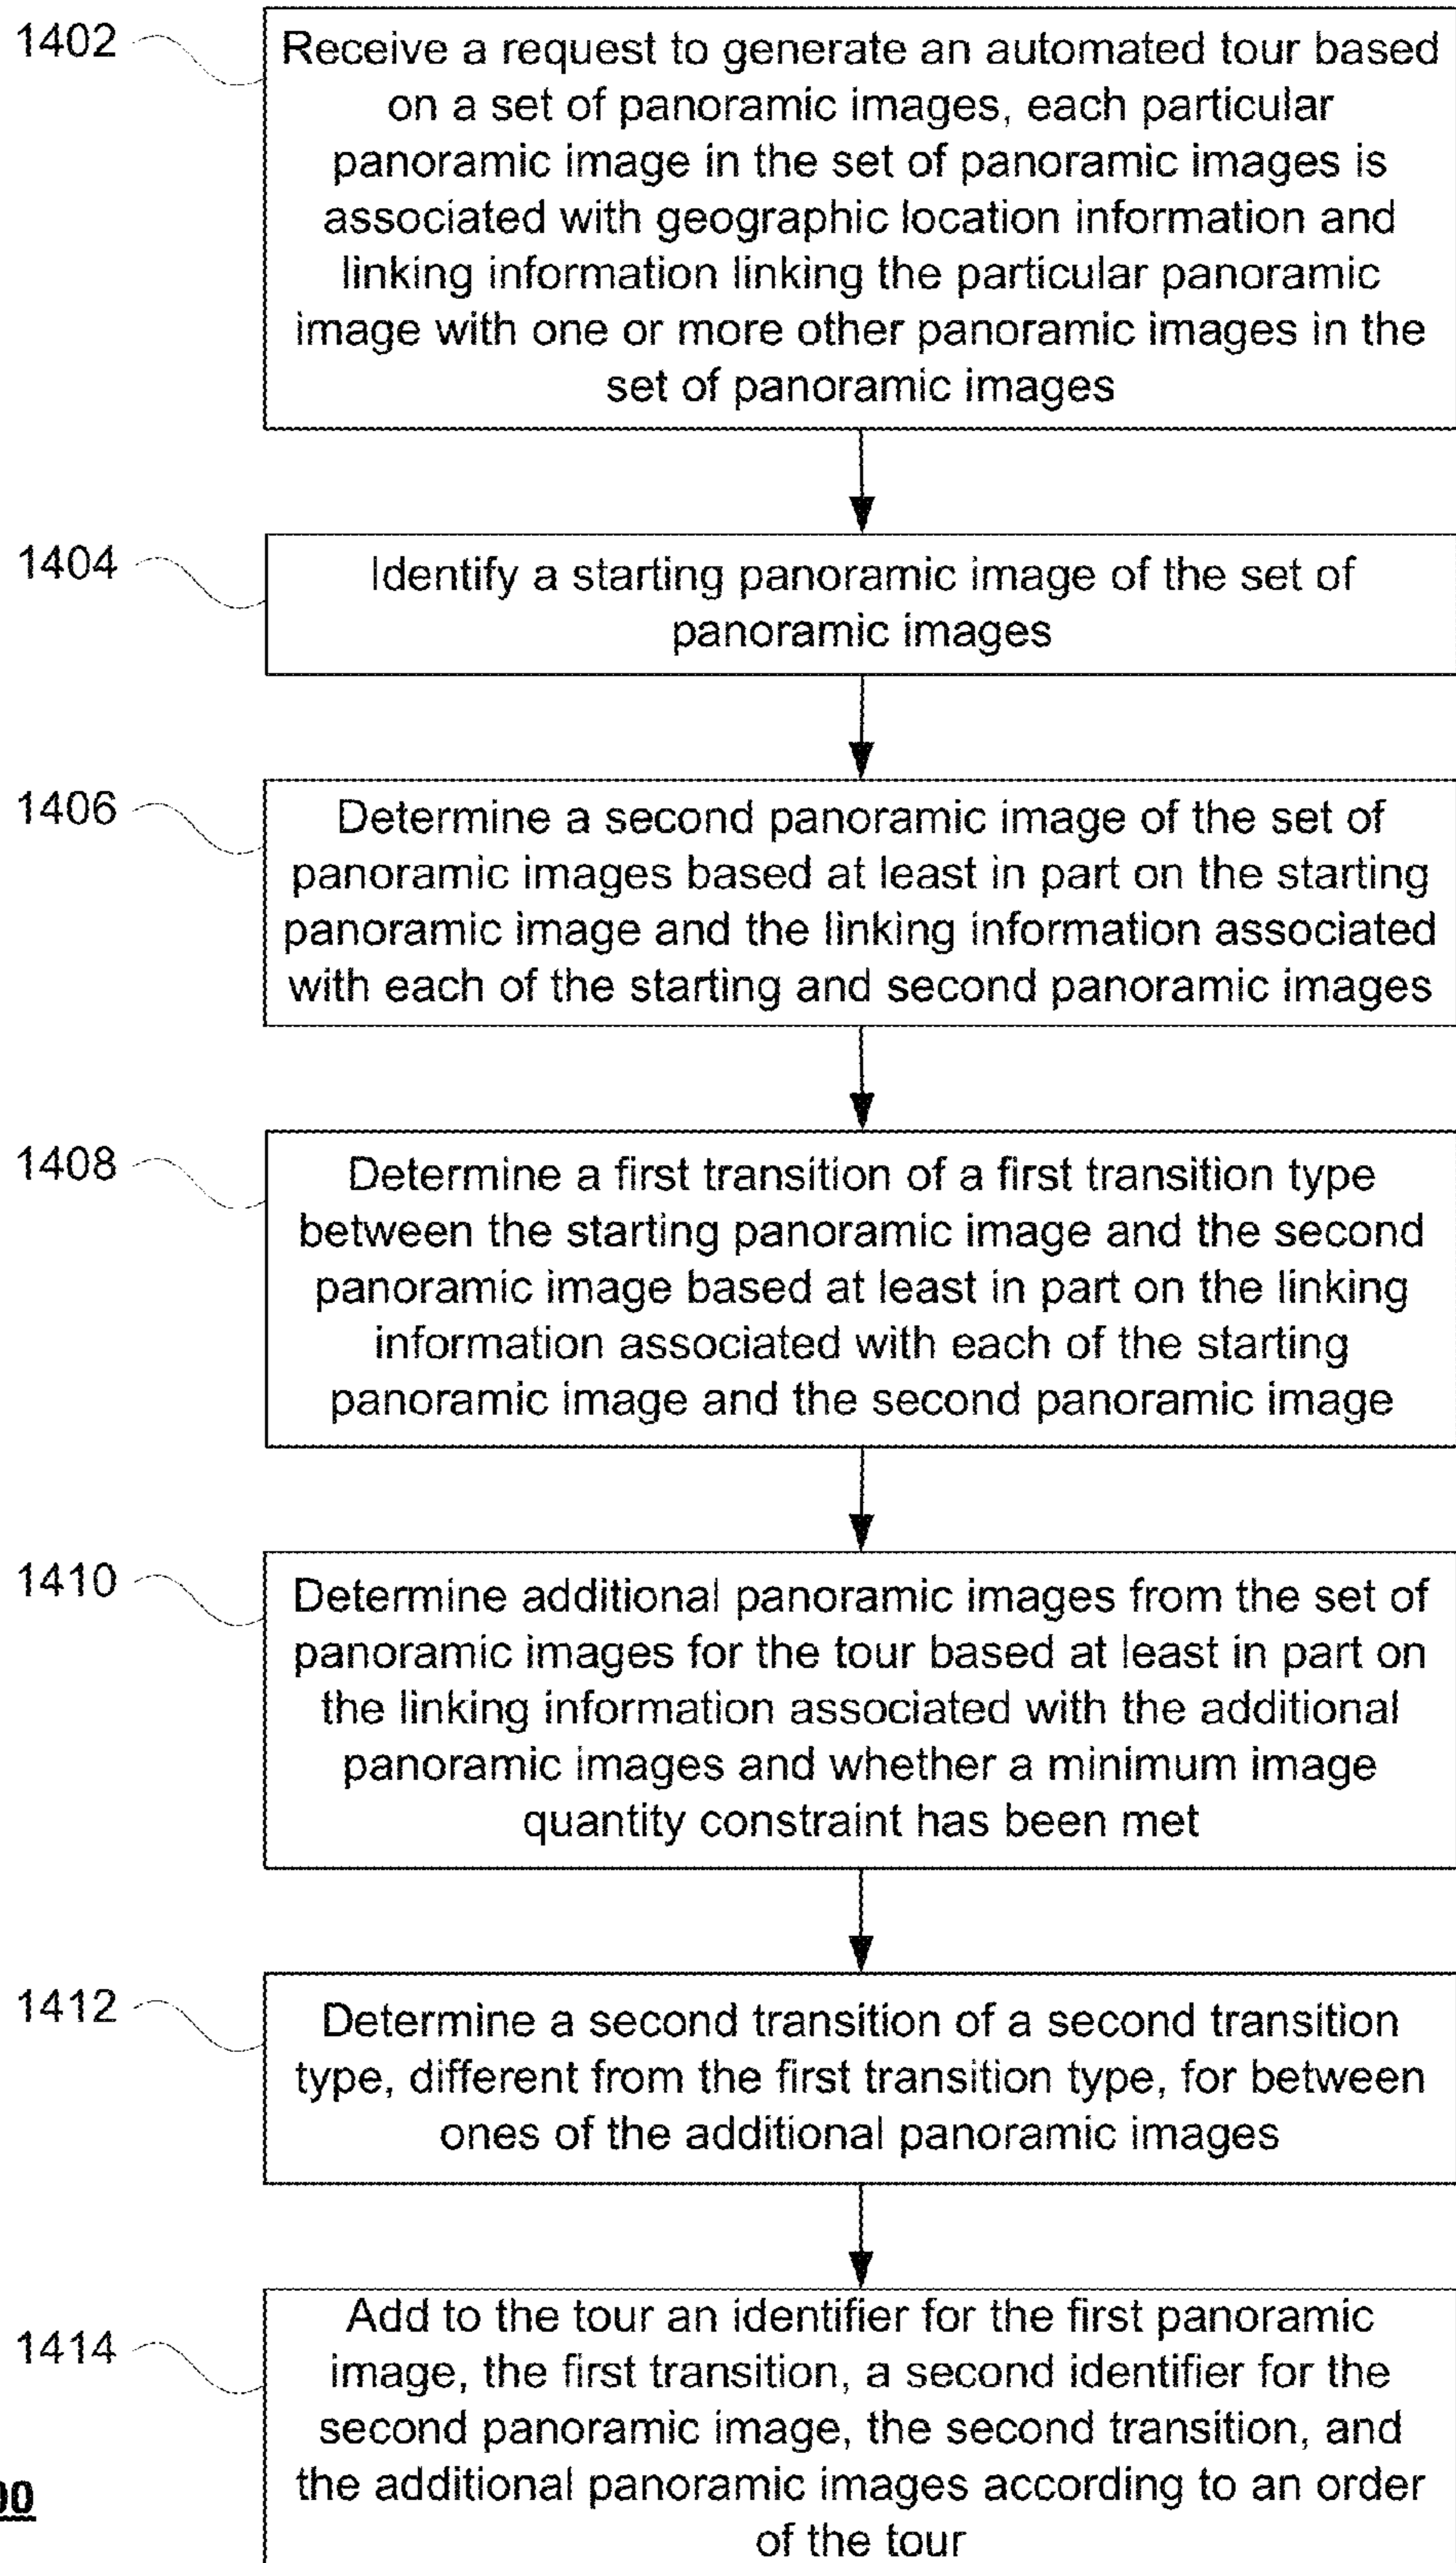 1402
Receive a request to generate an automated tour based
on a set of panoramic images, each particular
panoramic image in the set of panoramic images is
associated with geographic location information and
linking information linking the particular panoramic
image with one or more other panoramic images in the
set of panoramic images
1404
Identify a starting panoramic image of the set of
panoramic images
1406
Determine a second panoramic image of the set of
panoramic images based at least in part on the starting
panoramic image and the linking information associated
with each of the starting and second panoramic images
1408
Determine a first transition of a first transition type
between the starting panoramic image and the second
panoramic image based at least in part on the linking
information associated with each of the starting
panoramic image and the second panoramic image
1410
Determine additional panoramic images from the set of
panoramic images for the tour based at least in part on
the linking information associated with the additional
panoramic images and whether a minimum image
quantity constraint has been met
1412
Determine a second transition of a second transition
type, different from the first transition type, for between
ones of the additional panoramic images
1414
Add to the tour an identifier for the first panoramic
image, the first transition, a second identifier for the
second panoramic image, the second transition, and
the additional panoramic images according to an order
of the tour